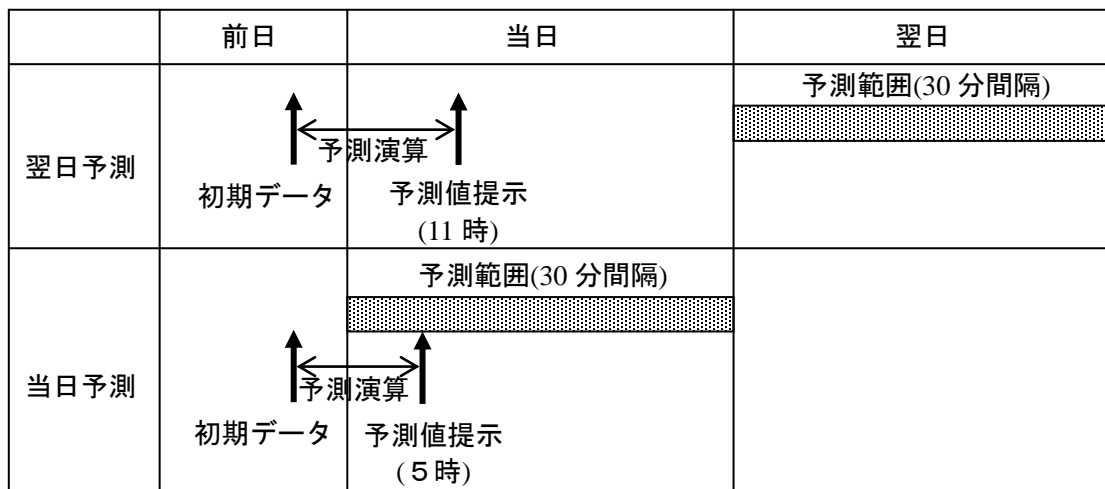 前日
当日
翌日
翌日予測
予測範囲(30 分間隔)
予測演算
初期データ
予測値提示
(11 時)
当日予測
予測範囲(30 分間隔)
予測演算
初期データ
予測値提示
(５時)